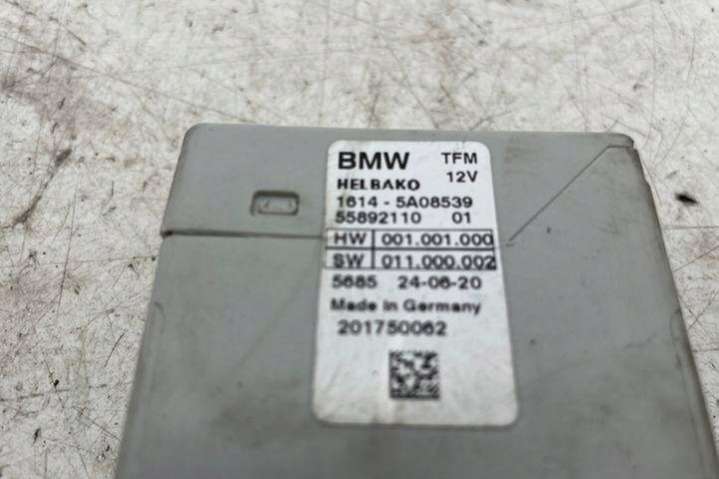 BMW TFM
12V
HELBAKO
1614 - 5A08539
55892110 01
HW 001.001.000
SW 011.000.002
5685 24-06-20
Made in Germany
201750062